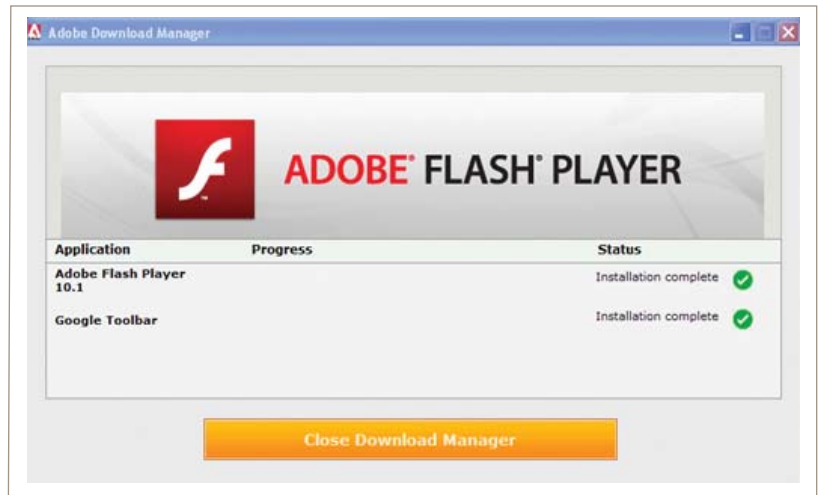 Adobe Download Manager
ADOBE® FLASH® PLAYER
Application Progress Status
Adobe Flash Player Installation complete
10.1
Google Toolbar Installation complete
Close Download Manager